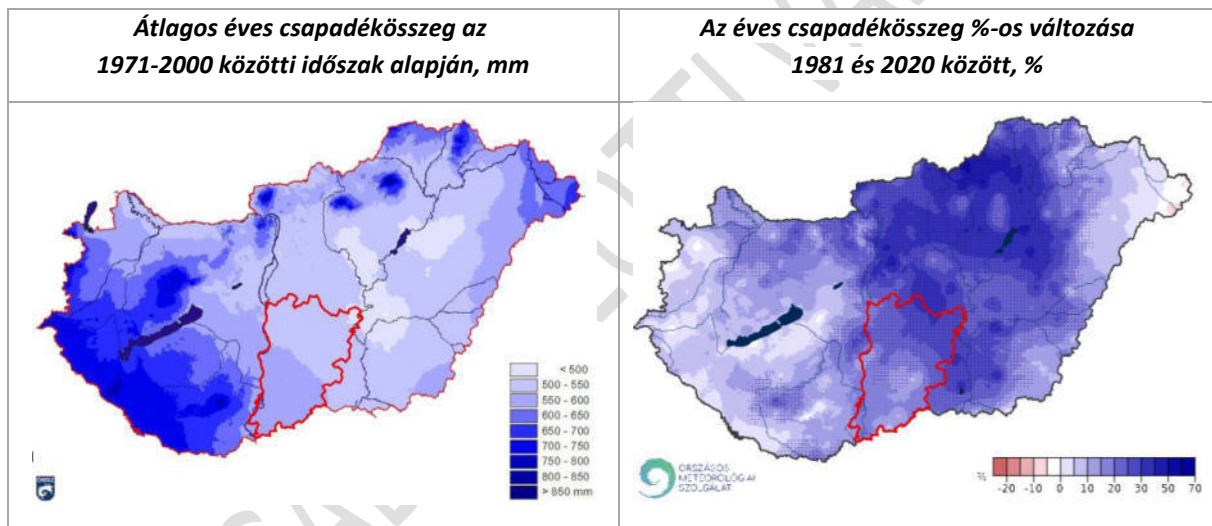 Átlagos éves csapadékösszeg az
1971-2000 közötti időszak alapján, mm
Az éves csapadékösszeg %-os változása
1981 és 2020 között, %
< 500
500 - 550
550 - 600
600 - 650
650 - 700
700 - 750
750 - 800
800 - 850
> 850 mm
ORSZÁGOS
METEOROLÓGIAI
SZOLGÁLAT
%
-20 -10 0 5 10 20 30 40 50 70